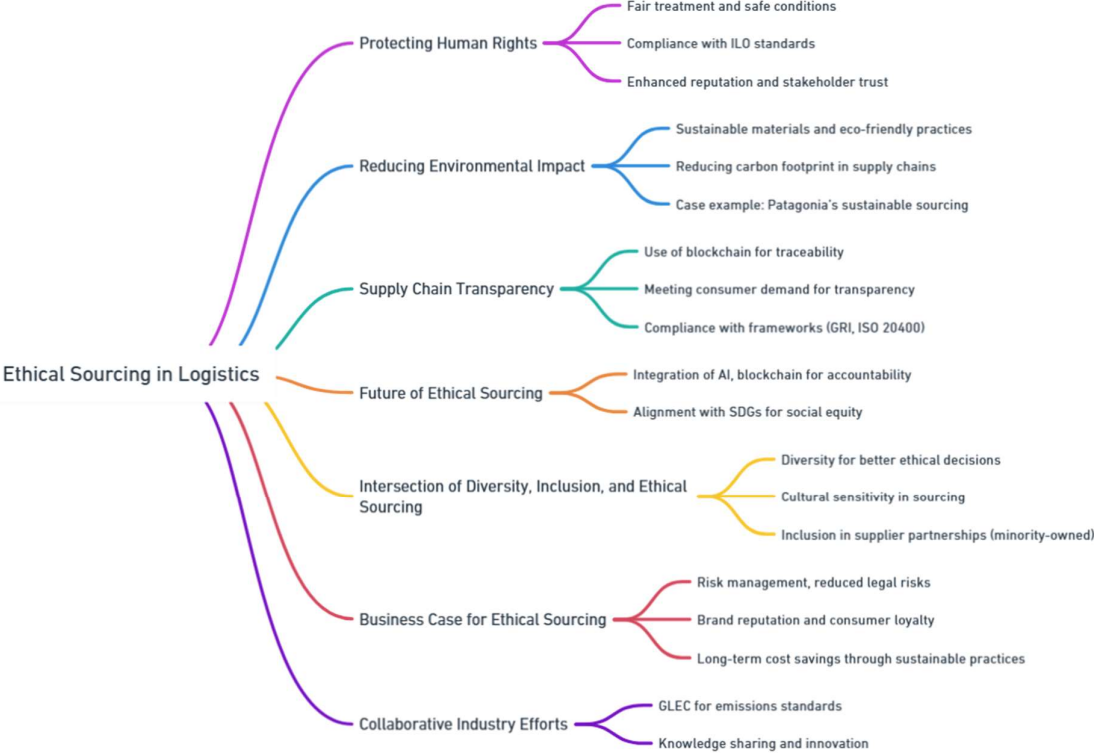 Ethical Sourcing in Logistics
Protecting Human Rights
Fair treatment and safe conditions
Compliance with ILO standards
Enhanced reputation and stakeholder trust
Reducing Environmental Impact
Sustainable materials and eco-friendly practices
Reducing carbon footprint in supply chains
Case example: Patagonia's sustainable sourcing
Supply Chain Transparency
Use of blockchain for traceability
Meeting consumer demand for transparency
Compliance with frameworks (GRI, ISO 20400)
Future of Ethical Sourcing
Integration of AI, blockchain for accountability
Alignment with SDGs for social equity
Intersection of Diversity, Inclusion, and Ethical
Sourcing
Diversity for better ethical decisions
Cultural sensitivity in sourcing
Inclusion in supplier partnerships (minority-owned)
Business Case for Ethical Sourcing
Risk management, reduced legal risks
Brand reputation and consumer loyalty
Long-term cost savings through sustainable practices
Collaborative Industry Efforts
GLEC for emissions standards
Knowledge sharing and innovation